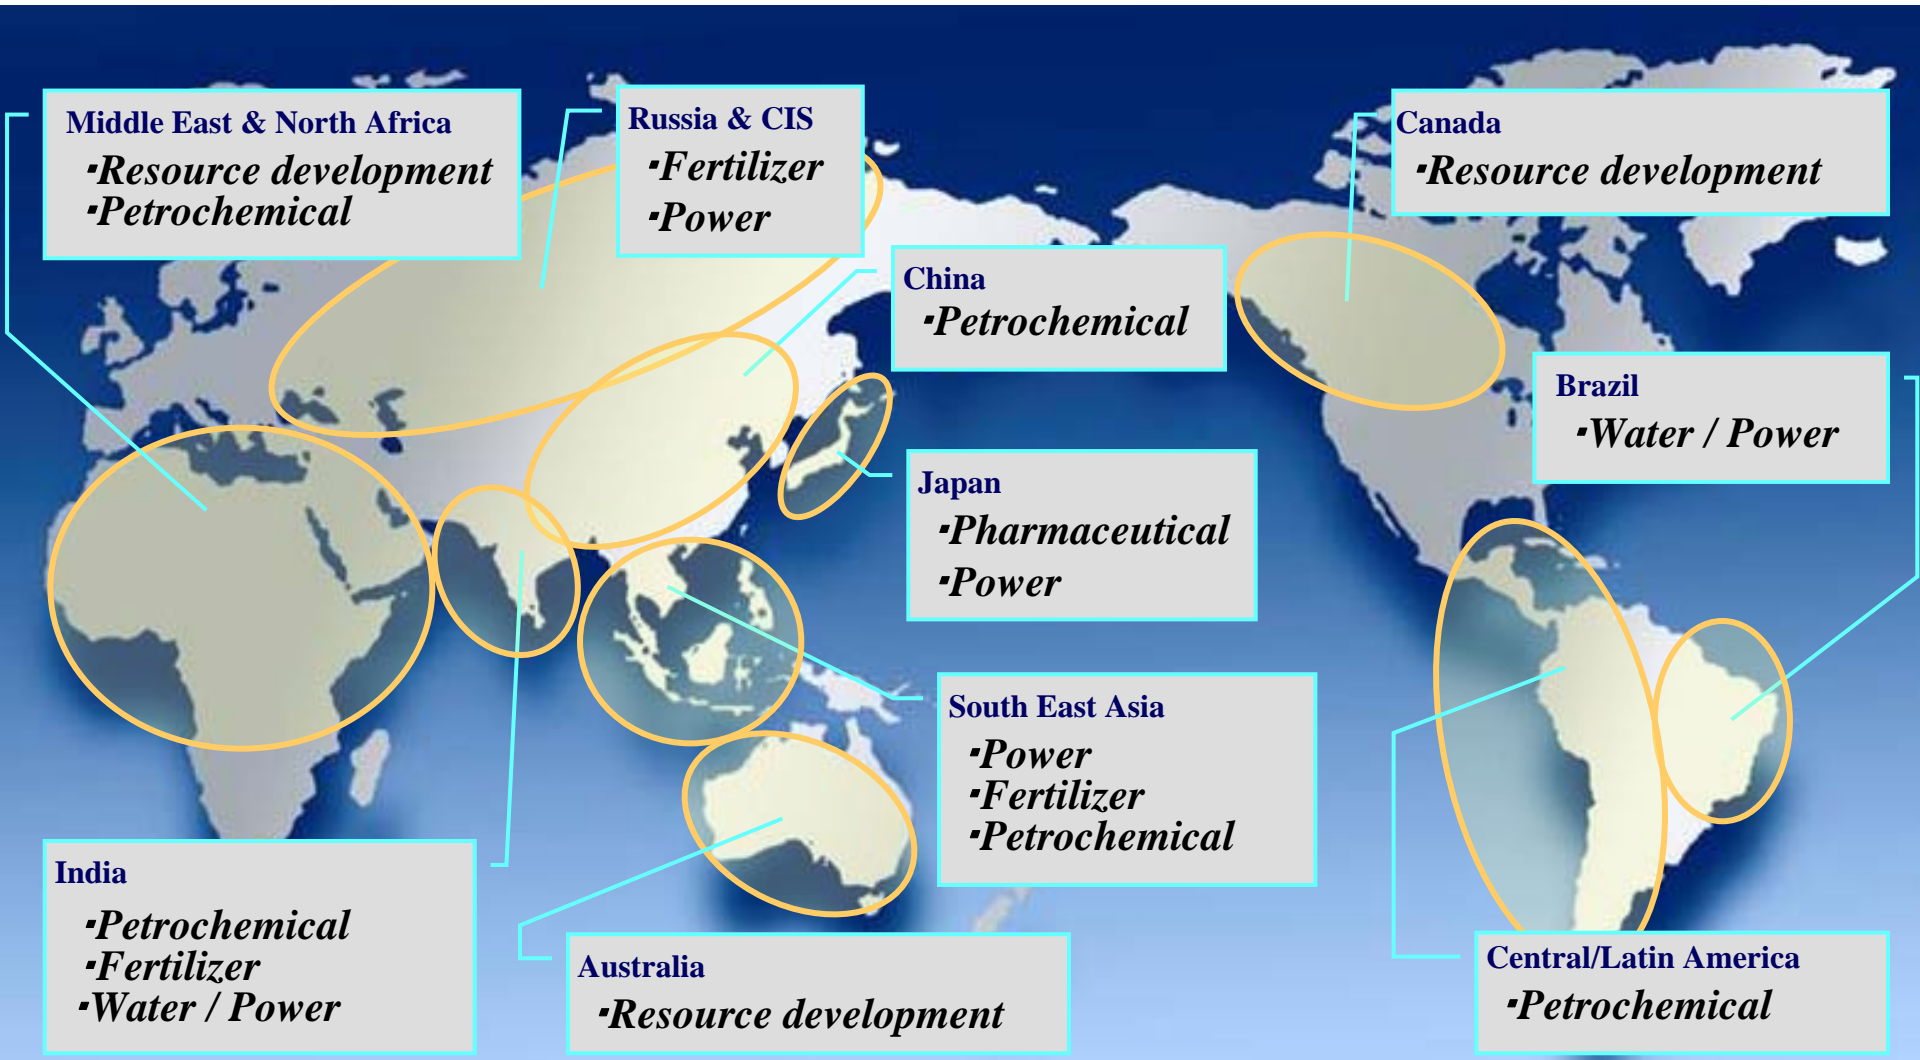 Middle East & North Africa
・Resource development
・Petrochemical
Russia & CIS
・Fertilizer
・Power
Canada
・Resource development
China
・Petrochemical
Brazil
・Water / Power
Japan
・Pharmaceutical
・Power
South East Asia
・Power
・Fertilizer
・Petrochemical
India
・Petrochemical
・Fertilizer
・Water / Power
Australia
・Resource development
Central/Latin America
・Petrochemical